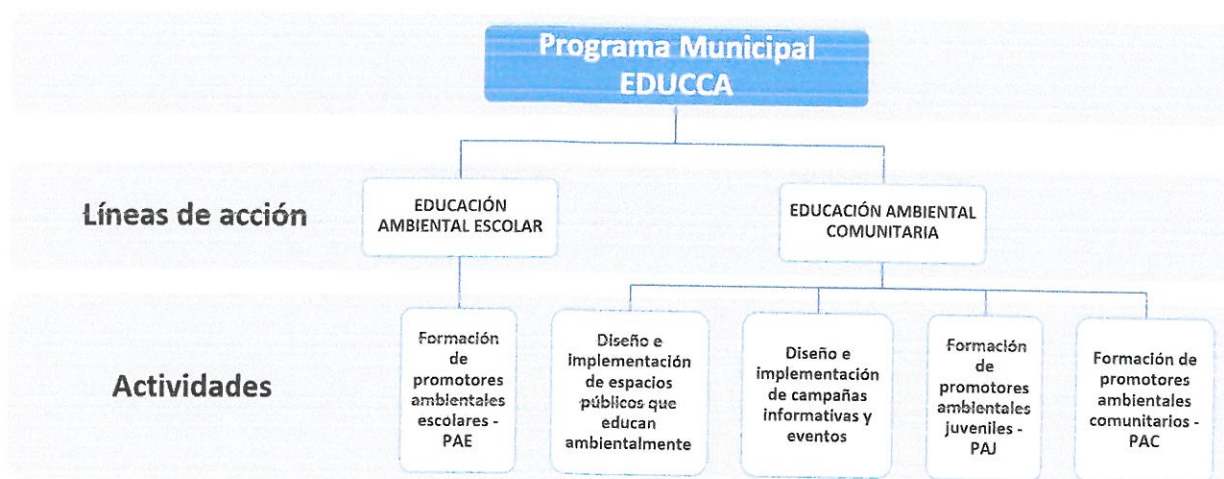 Programa Municipal
EDUCCA
Líneas de acción
EDUCACIÓN
AMBIENTAL ESCOLAR
EDUCACIÓN AMBIENTAL
COMUNITARIA
Actividades
Formación
de
promotores
ambientales
escolares -
PAE
Diseño e
implementación
de espacios
públicos que
educan
ambientalmente
Diseño e
implementación
de campañas
informativas y
eventos
Formación
de
promotores
ambientales
juveniles -
PAJ
Formación de
promotores
ambientales
comunitarios -
PAC